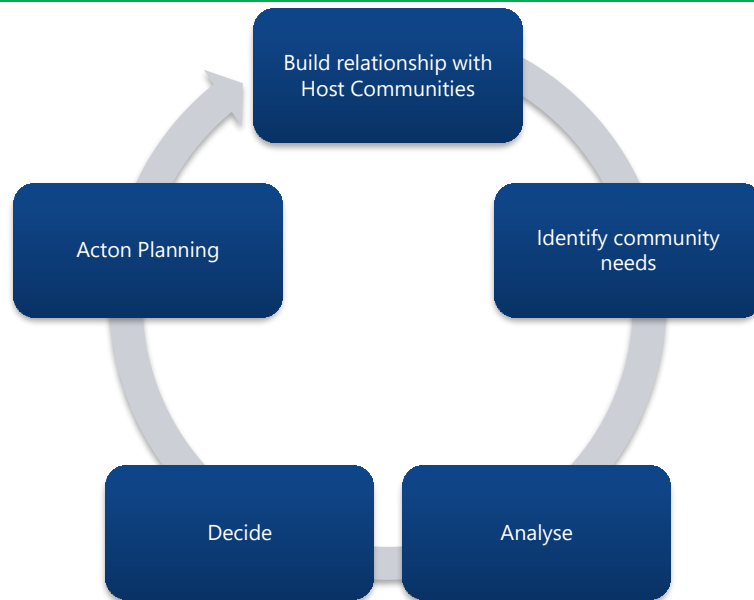 Build relationship with
Host Communities
Identify community
needs
Analyse
Decide
Acton Planning